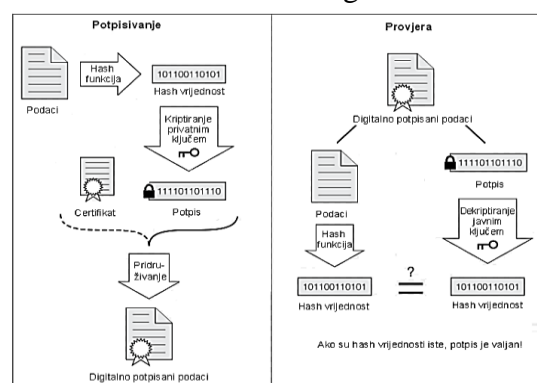 Potpisivanje
Podaci
Hash
funkcija
101100110101
Hash vrijednost
Kriptiranje
privatnim
ključem
Certifikat
111101101110
Potpis
Pridru-
živanje
Digitalno potpisani podaci
Provjera
Digitalno potpisani podaci
Podaci
111101101110
Potpis
Hash
funkcija
Dekriptiranje
javnim
ključem
101100110101
Hash vrijednost
?
=
101100110101
Hash vrijednost
Ako su hash vrijednosti iste, potpis je valjan!